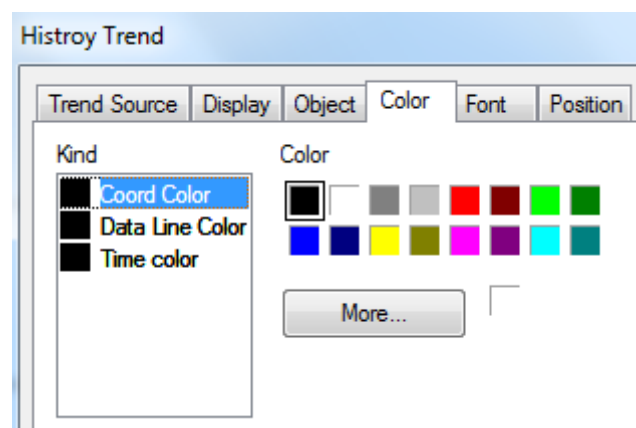 Histroy Trend
Trend Source Display Object Color Font Position
Kind Color
Coord Color
Data Line Color
Time color
More...